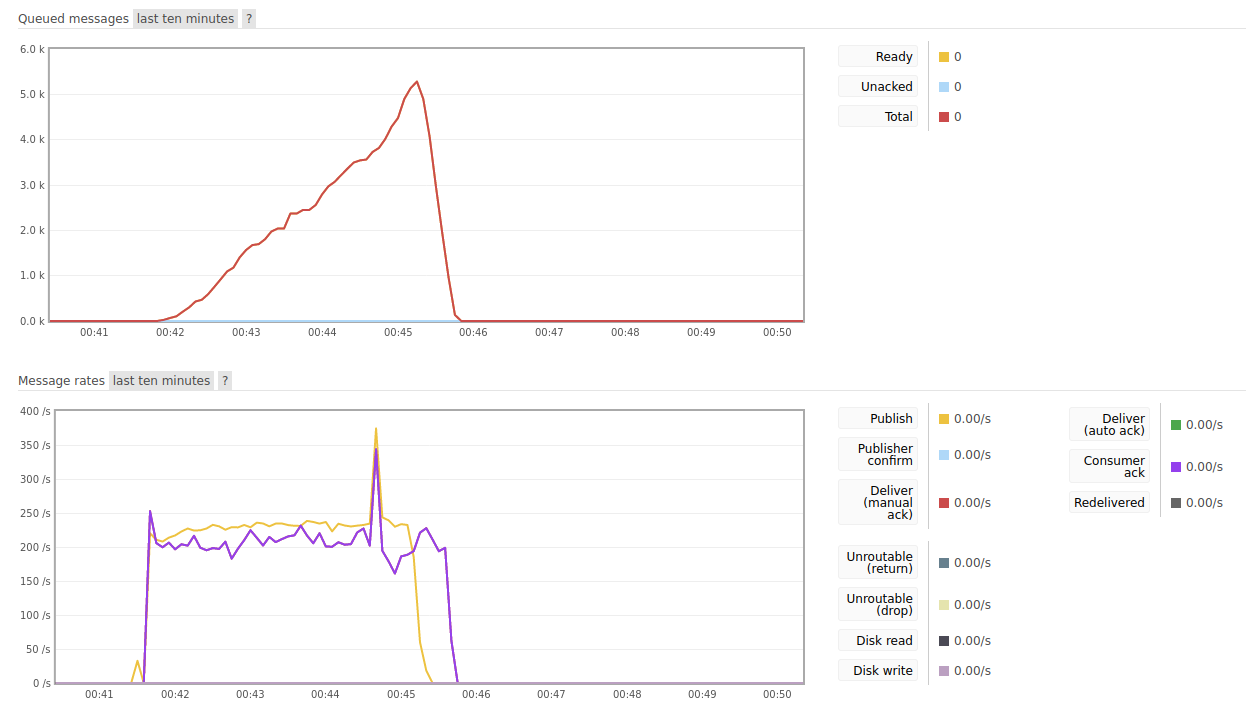 Queued messages last ten minutes ?
6.0 k
5.0 k
4.0 k
3.0 k
2.0 k
1.0 k
0.0 k
00:41 00:42 00:43 00:44 00:45 00:46 00:47 00:48 00:49 00:50
Ready 0
Unacked 0
Total 0
Message rates last ten minutes ?
400 /s
350 /s
300 /s
250 /s
200 /s
150 /s
100 /s
50 /s
0 /s
00:41 00:42 00:43 00:44 00:45 00:46 00:47 00:48 00:49 00:50
Publish 0.00/s
Publisher
confirm 0.00/s
Deliver
(manual
ack) 0.00/s
Unroutable
(return) 0.00/s
Unroutable
(drop) 0.00/s
Disk read 0.00/s
Disk write 0.00/s
Deliver
(auto ack) 0.00/s
Consumer
ack 0.00/s
Redelivered 0.00/s